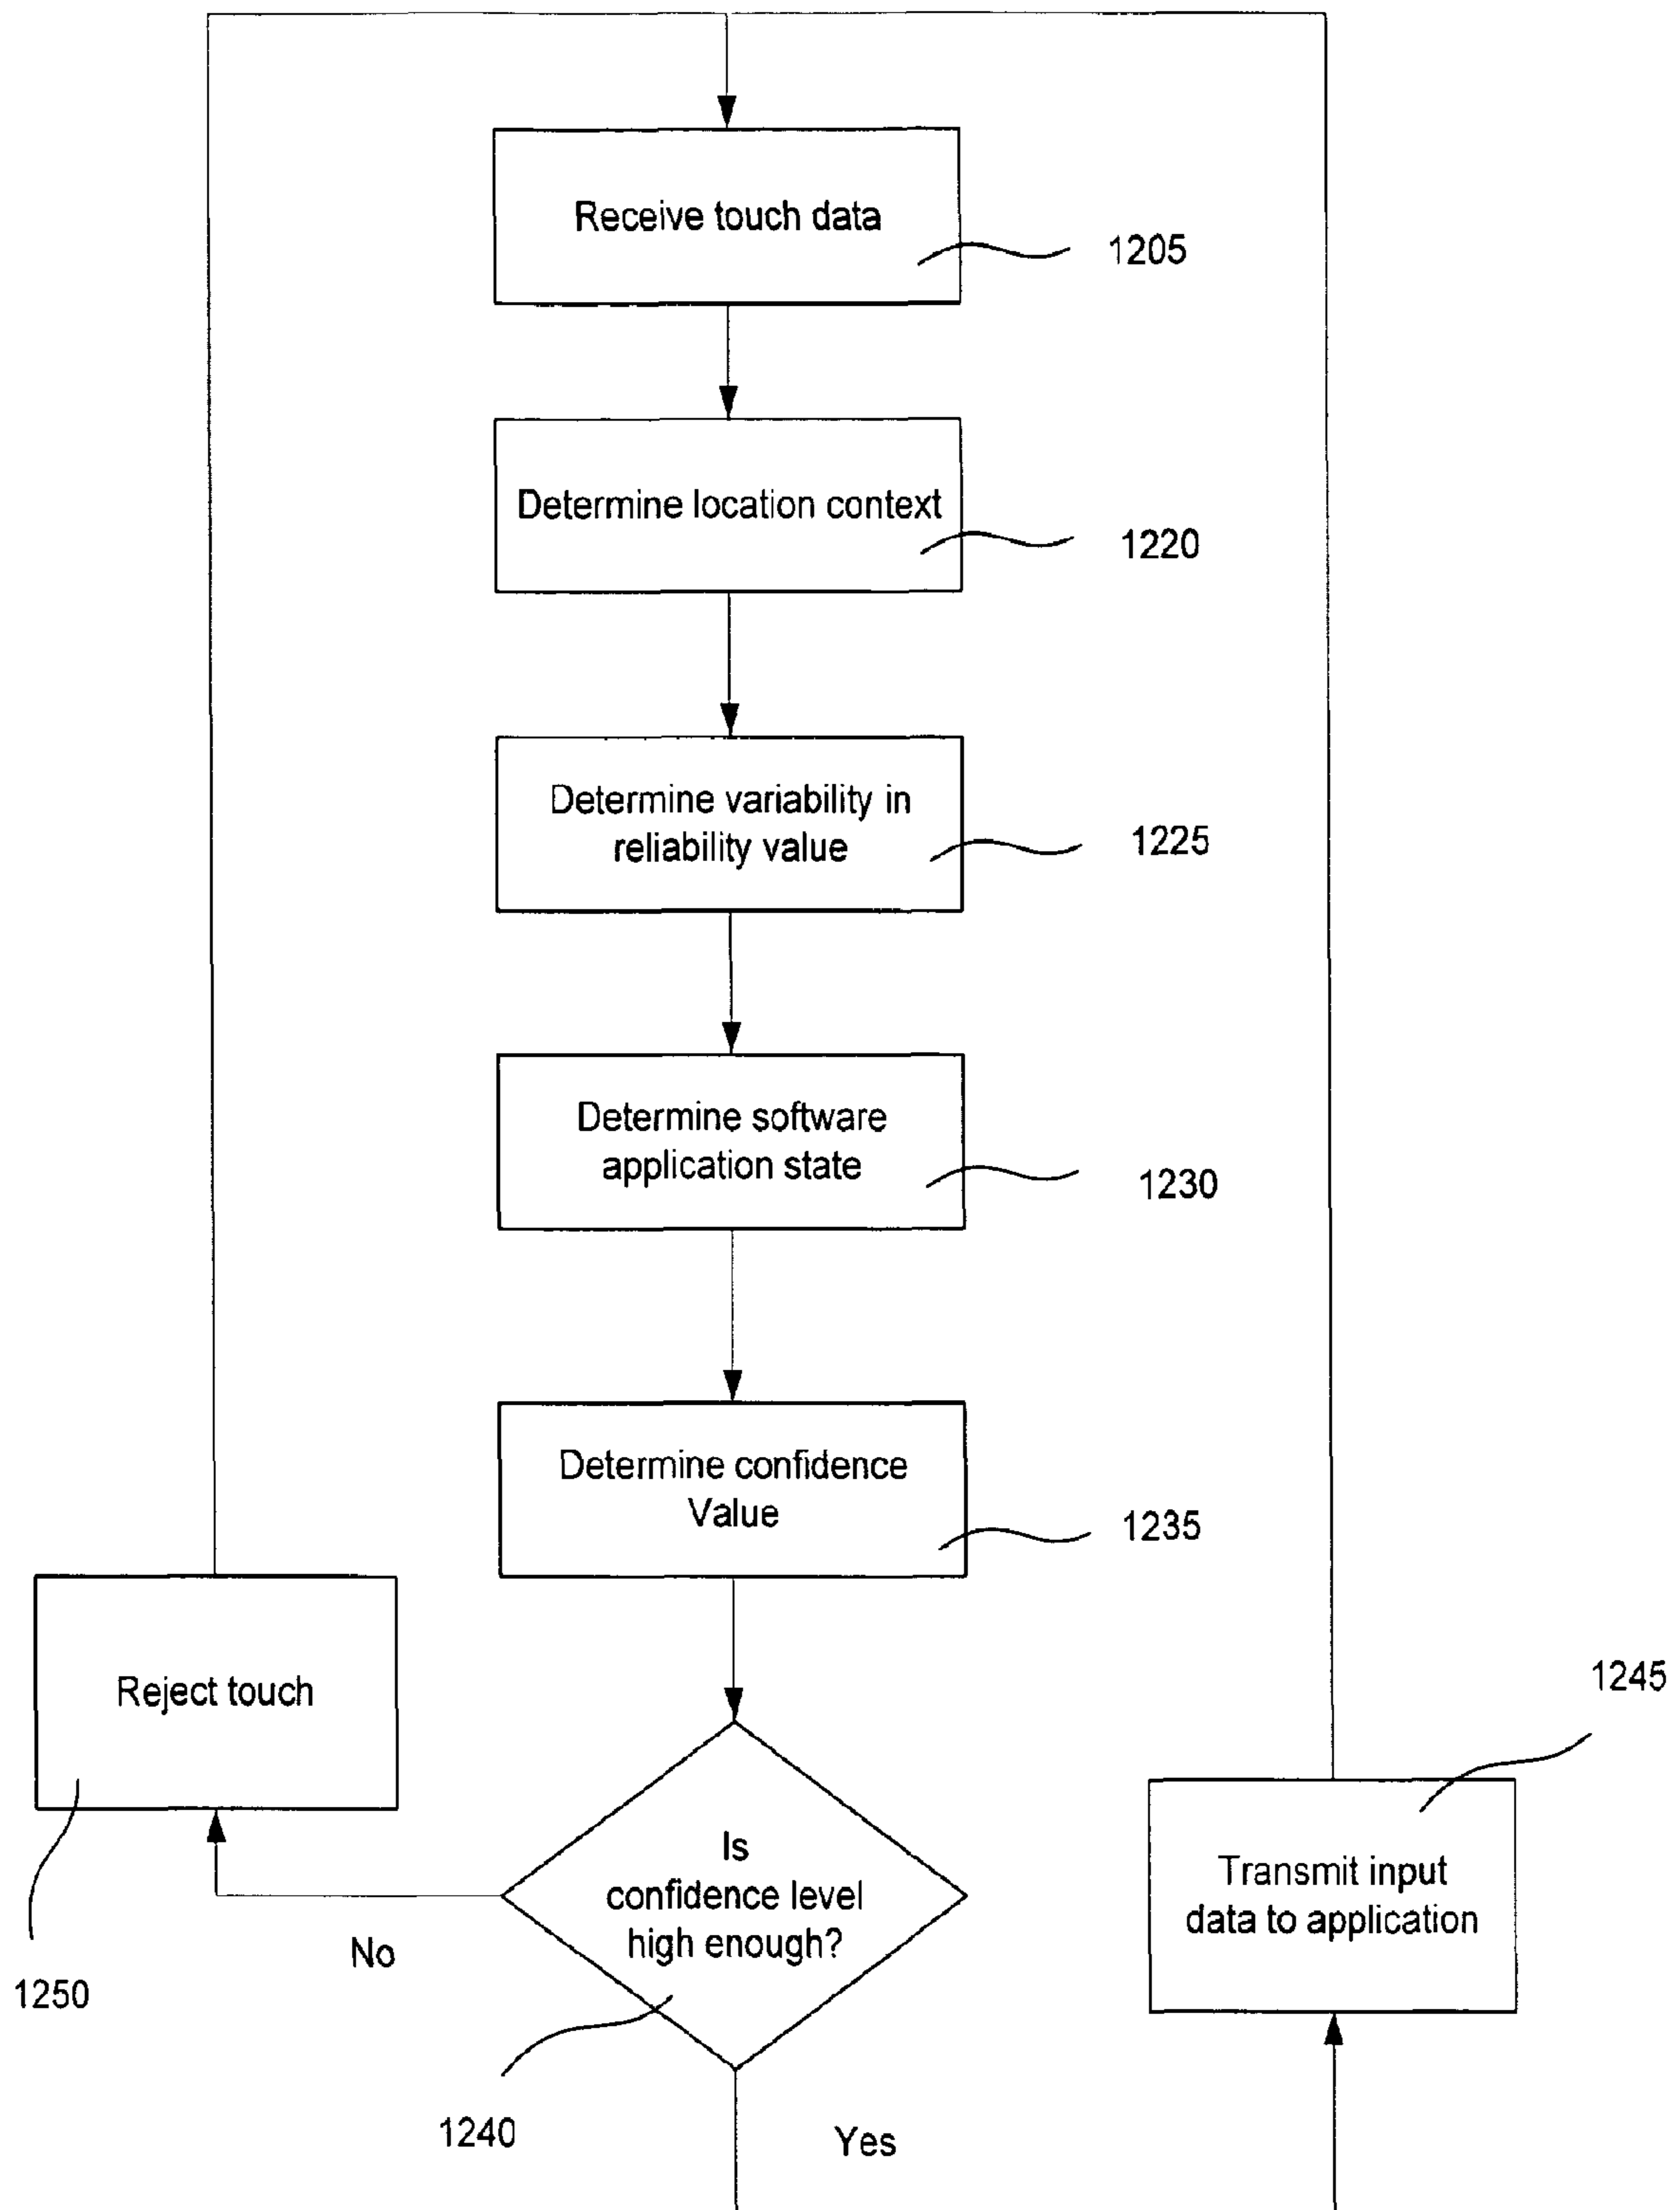 Receive touch data
1205
Determine location context
1220
Determine variability in
reliability value
1225
Determine software
application state
1230
Determine confidence
Value
1235
Reject touch
1250
Is
confidence level
high enough?
No
1240
Yes
1245
Transmit input
data to application